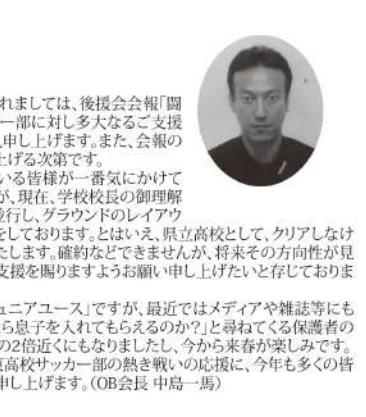 れましては、後援会会報「闘
ー部に対し多大なるご支援
申し上げます。また、会報の
上げる次第です。
いる皆様が一番気にかけて
が、現在、学校校長の御理解
並行し、グラウンドのレイアウ
をしております。とはいえ、県立高校として、クリアしなけ
たします。確約などできませんが、将来その方向性が見
支援を賜りますようお願い申し上げたいと存じておりま
ュニアユース」ですが、最近ではメディアや雑誌等にも
ら息子を入れてもらえるのか?」と尋ねてくる保護者の
の2倍近くにもなりましたし、今から来春が楽しみです。
高校サッカー部の熱き戦いの応援に、今年も多くの皆
申し上げます。(OB会長 中島一馬)